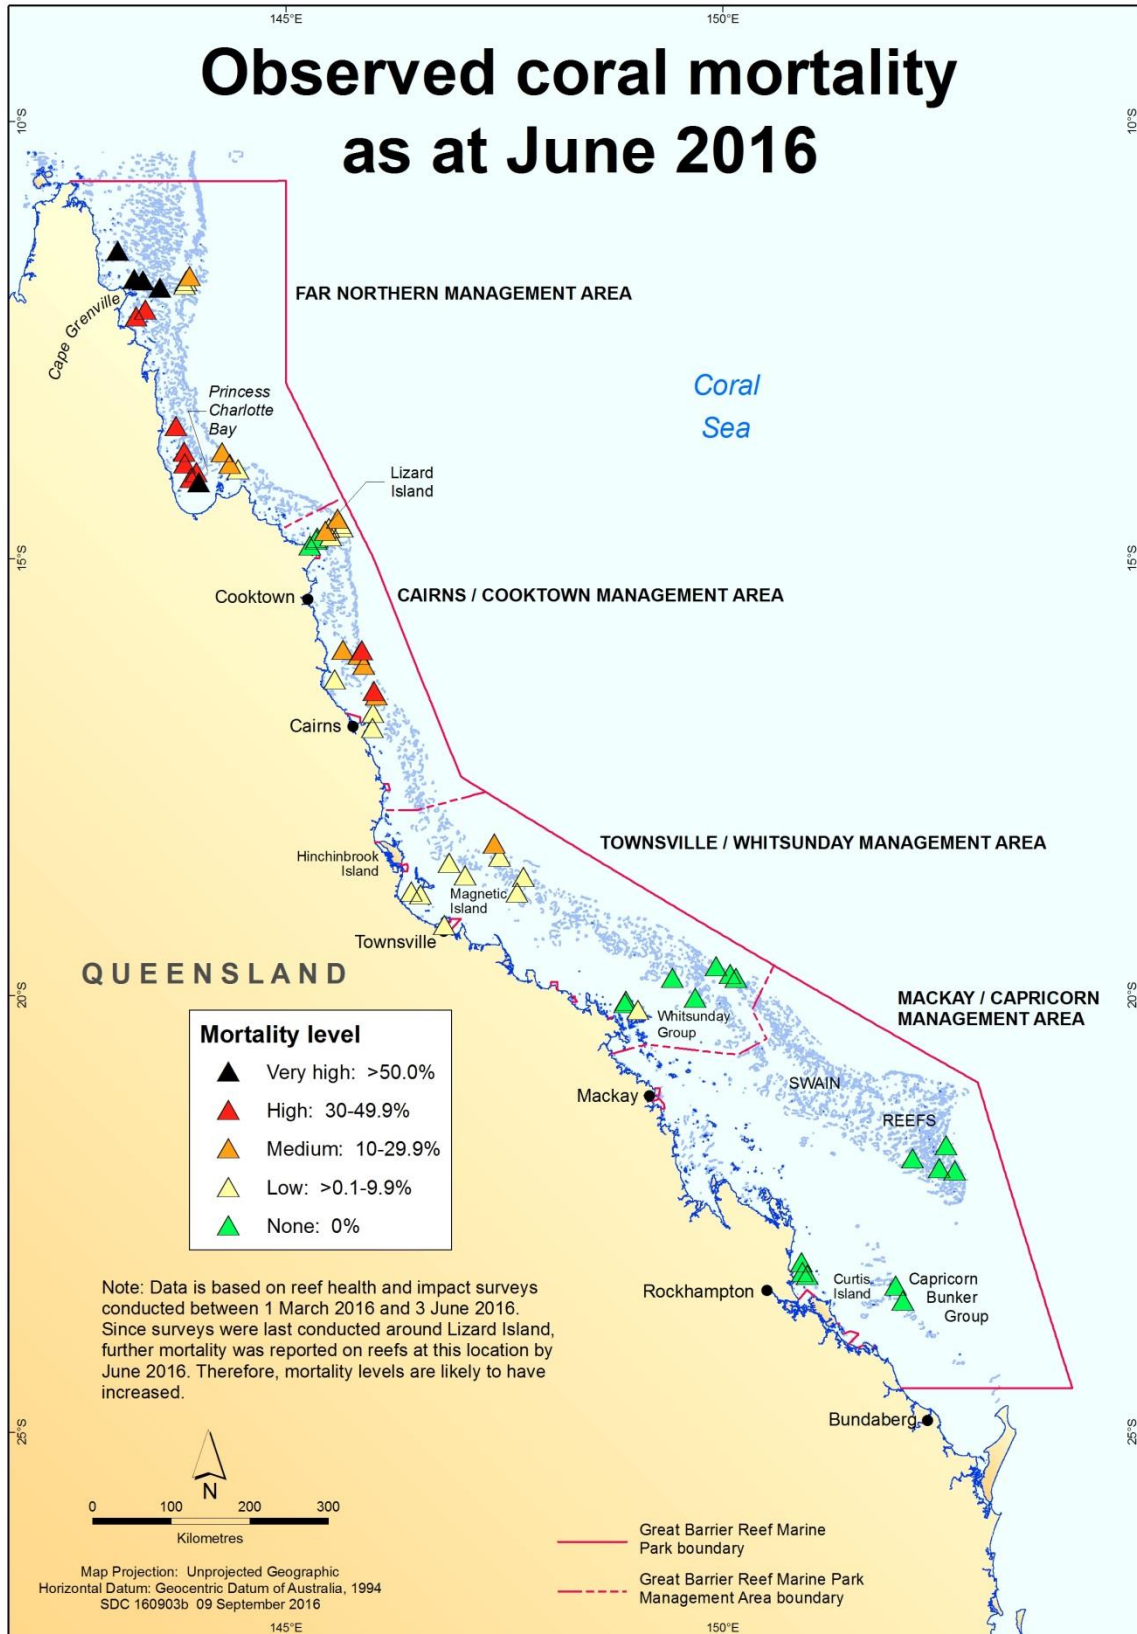 145°E
150°E
Observed coral mortality
as at June 2016
10°S
10°S
FAR NORTHERN MANAGEMENT AREA
Cape Grenville
Coral
Sea
Princess
Charlotte
Bay
Lizard
Island
15°S
15°S
Cooktown
CAIRNS / COOKTOWN MANAGEMENT AREA
Cairns
TOWNSVILLE / WHITSUNDAY MANAGEMENT AREA
Hinchinbrook
Island
Magnetic
Island
Townsville
QUEENSLAND
20°S
20°S
MACKAY / CAPRICORN
MANAGEMENT AREA
Whitsunday
Group
Mortality level
Very high: >50.0%
High: 30-49.9%
Medium: 10-29.9%
Low: >0.1-9.9%
None: 0%
SWAIN
Mackay
REEFS
Note: Data is based on reef health and impact surveys
conducted between 1 March 2016 and 3 June 2016.
Since surveys were last conducted around Lizard Island,
further mortality was reported on reefs at this location by
June 2016. Therefore, mortality levels are likely to have
increased.
Rockhampton
Curtis
Island
Capricorn
Bunker
Group
25°S
25°S
Bundaberg
N
0 100 200 300
Kilometres
Map Projection: Unprojected Geographic
Horizontal Datum: Geocentric Datum of Australia, 1994
SDC 160903b 09 September 2016
Great Barrier Reef Marine
Park boundary
Great Barrier Reef Marine Park
Management Area boundary
145°E
150°E